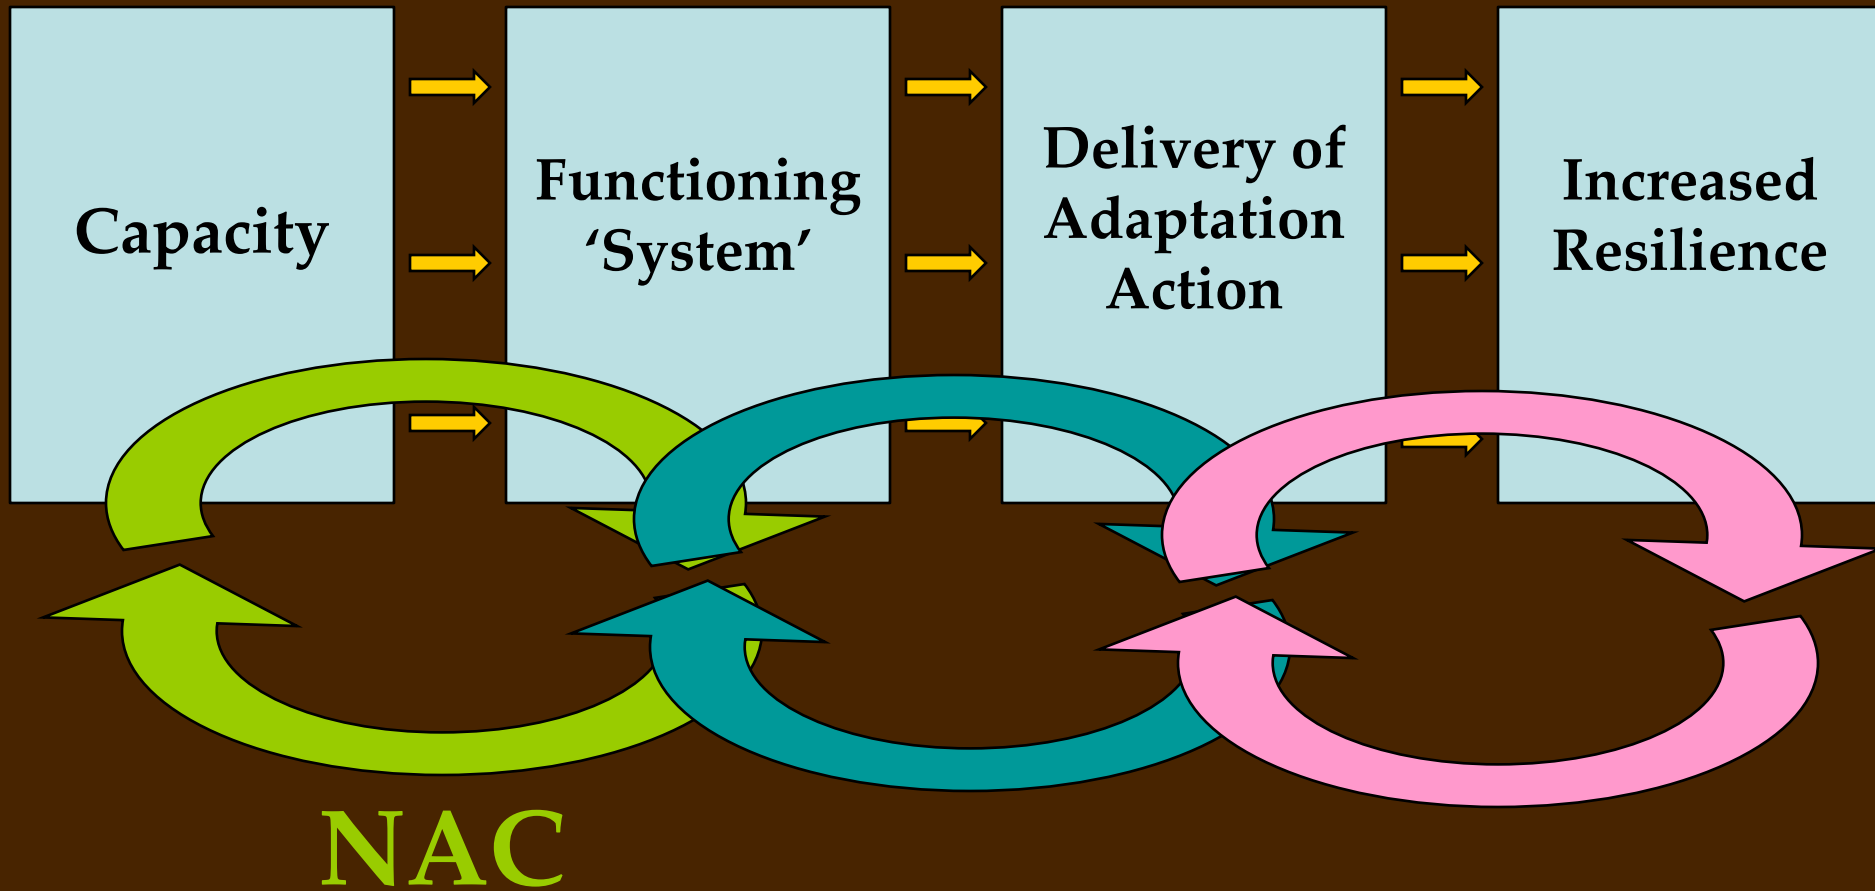 Capacity
Functioning
‘System’
Delivery of
Adaptation
Action
Increased
Resilience
NAC